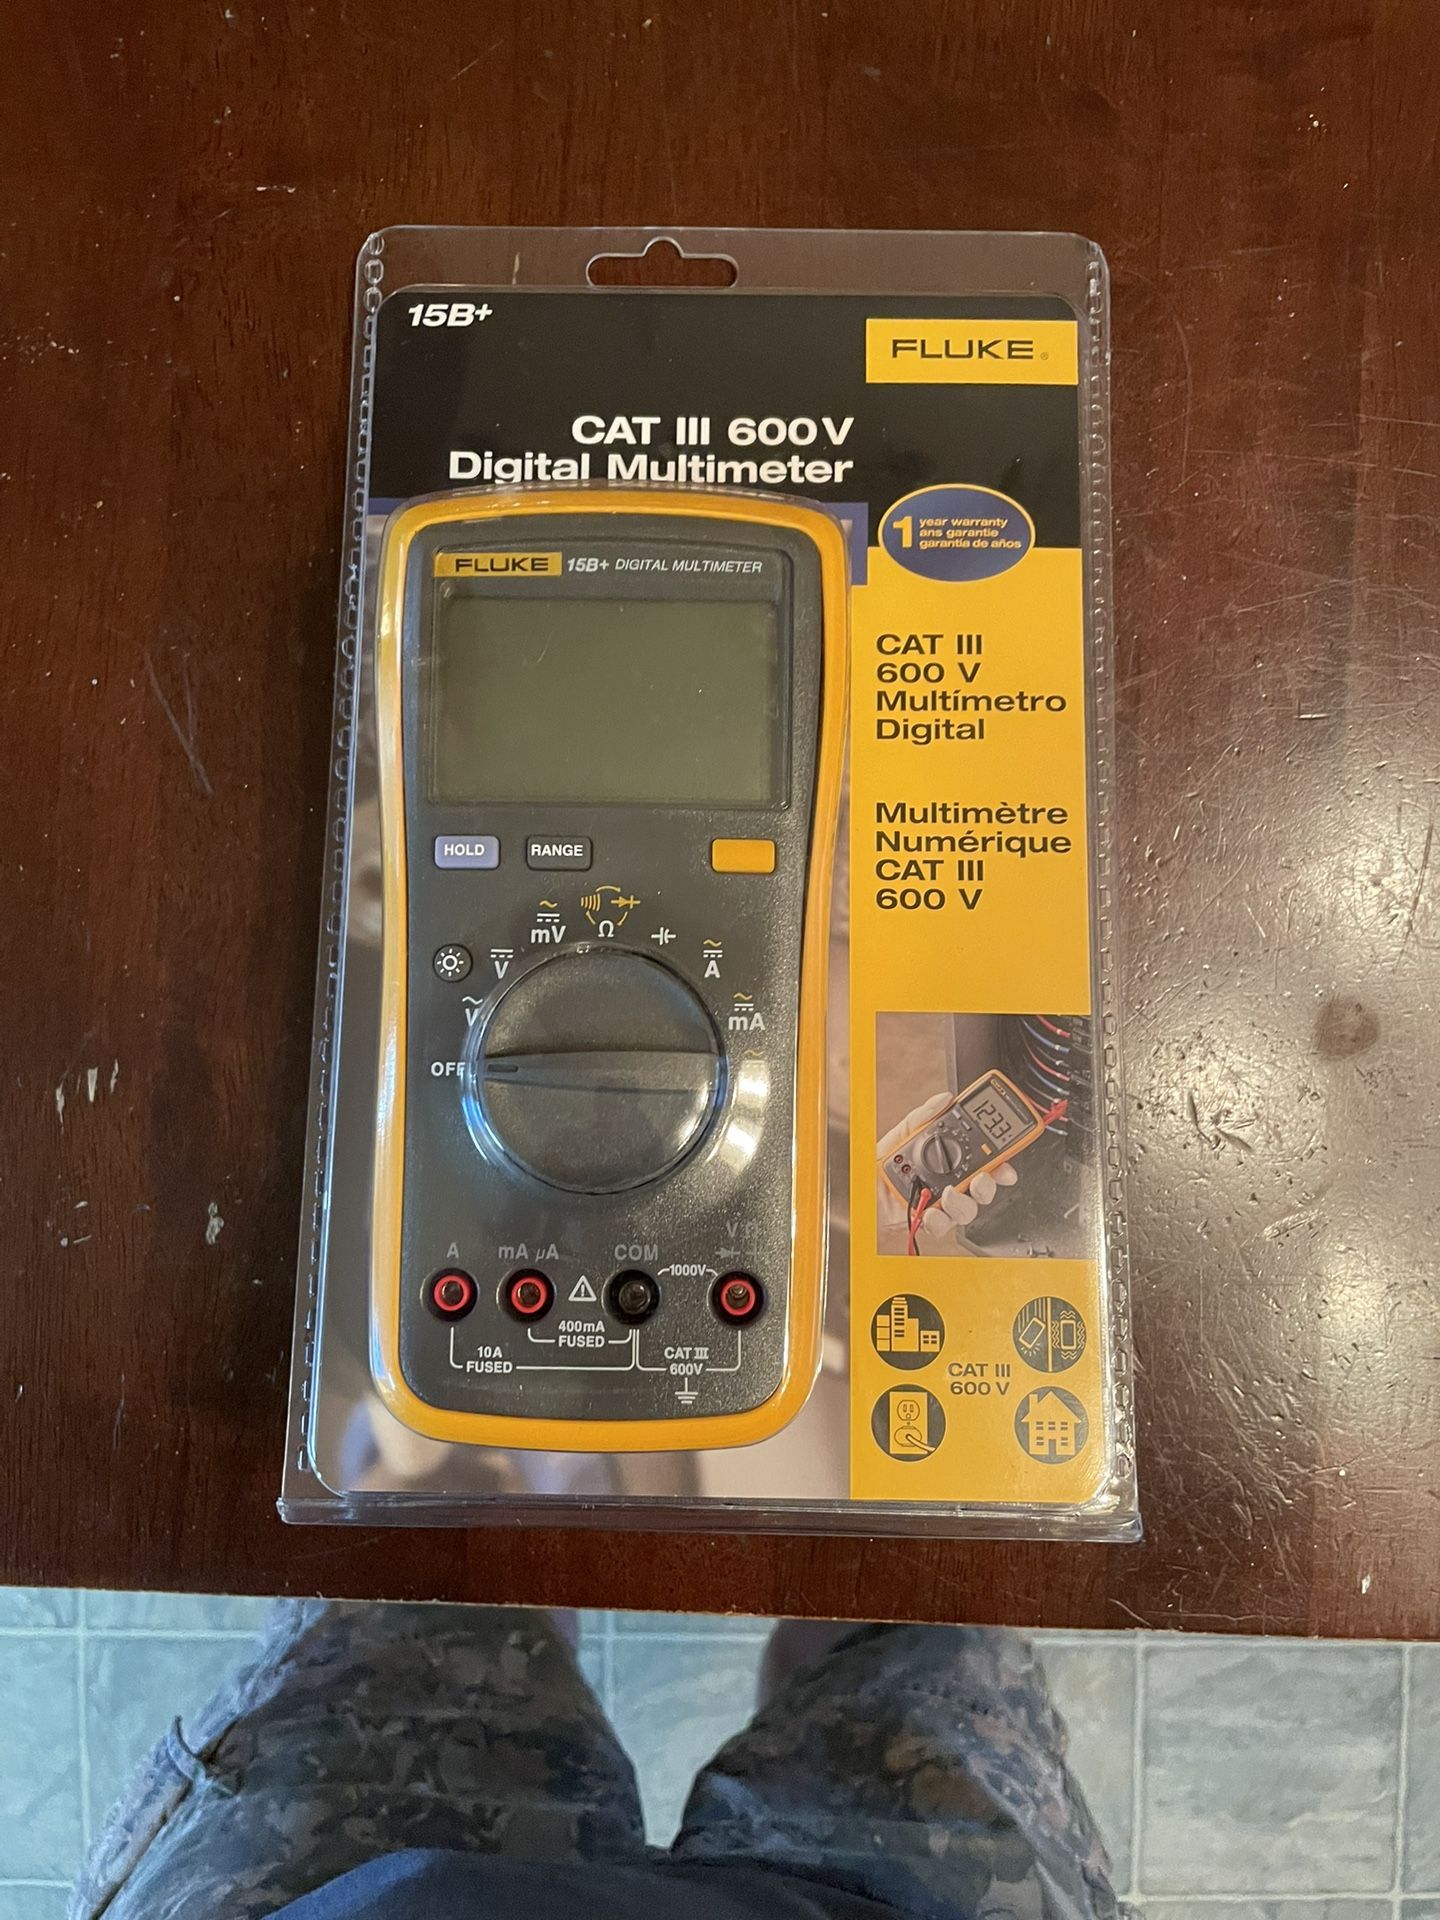 15B+
FLUKE®
CAT III 600V
Digital Multimeter
1 year warranty
ans garantie
garantía de años
FLUKE 15B+ DIGITAL MULTIMETER
CAT III
600 V
Multímetro
Digital
Multimètre
Numérique
CAT III
600 V
HOLD RANGE
mV Ω
V A
V mA
OFF
123.3
A mA µA COM V Ω
1000V
400mA
FUSED
10A
FUSED
CAT III
600V
CAT III
600 V